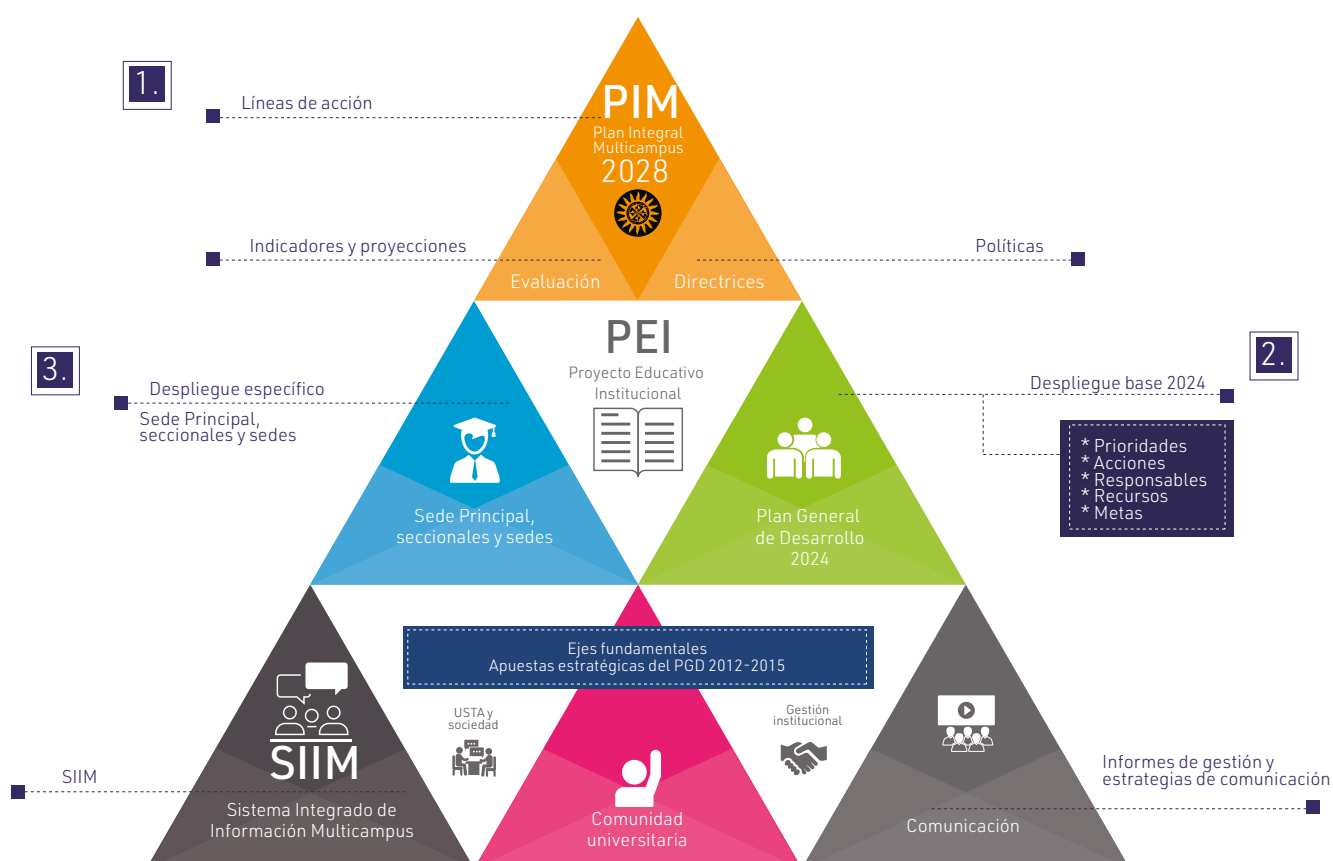 1.
Líneas de acción
PIM
Plan Integral
Multicampus
2028
Indicadores y proyecciones
Políticas
Evaluación
Directrices
PEI
Proyecto Educativo
Institucional
3.
Despliegue específico
Sede Principal,
seccionales y sedes
2.
Despliegue base 2024
* Prioridades
* Acciones
* Responsables
* Recursos
* Metas
Sede Principal,
seccionales y sedes
Plan General
de Desarrollo
2024
Ejes fundamentales
Apuestas estratégicas del PGD 2012-2015
USTA y
sociedad
Gestión
institucional
SIIM
SIIM
Sistema Integrado de
Información Multicampus
Comunidad
universitaria
Comunicación
Informes de gestión y
estrategias de comunicación